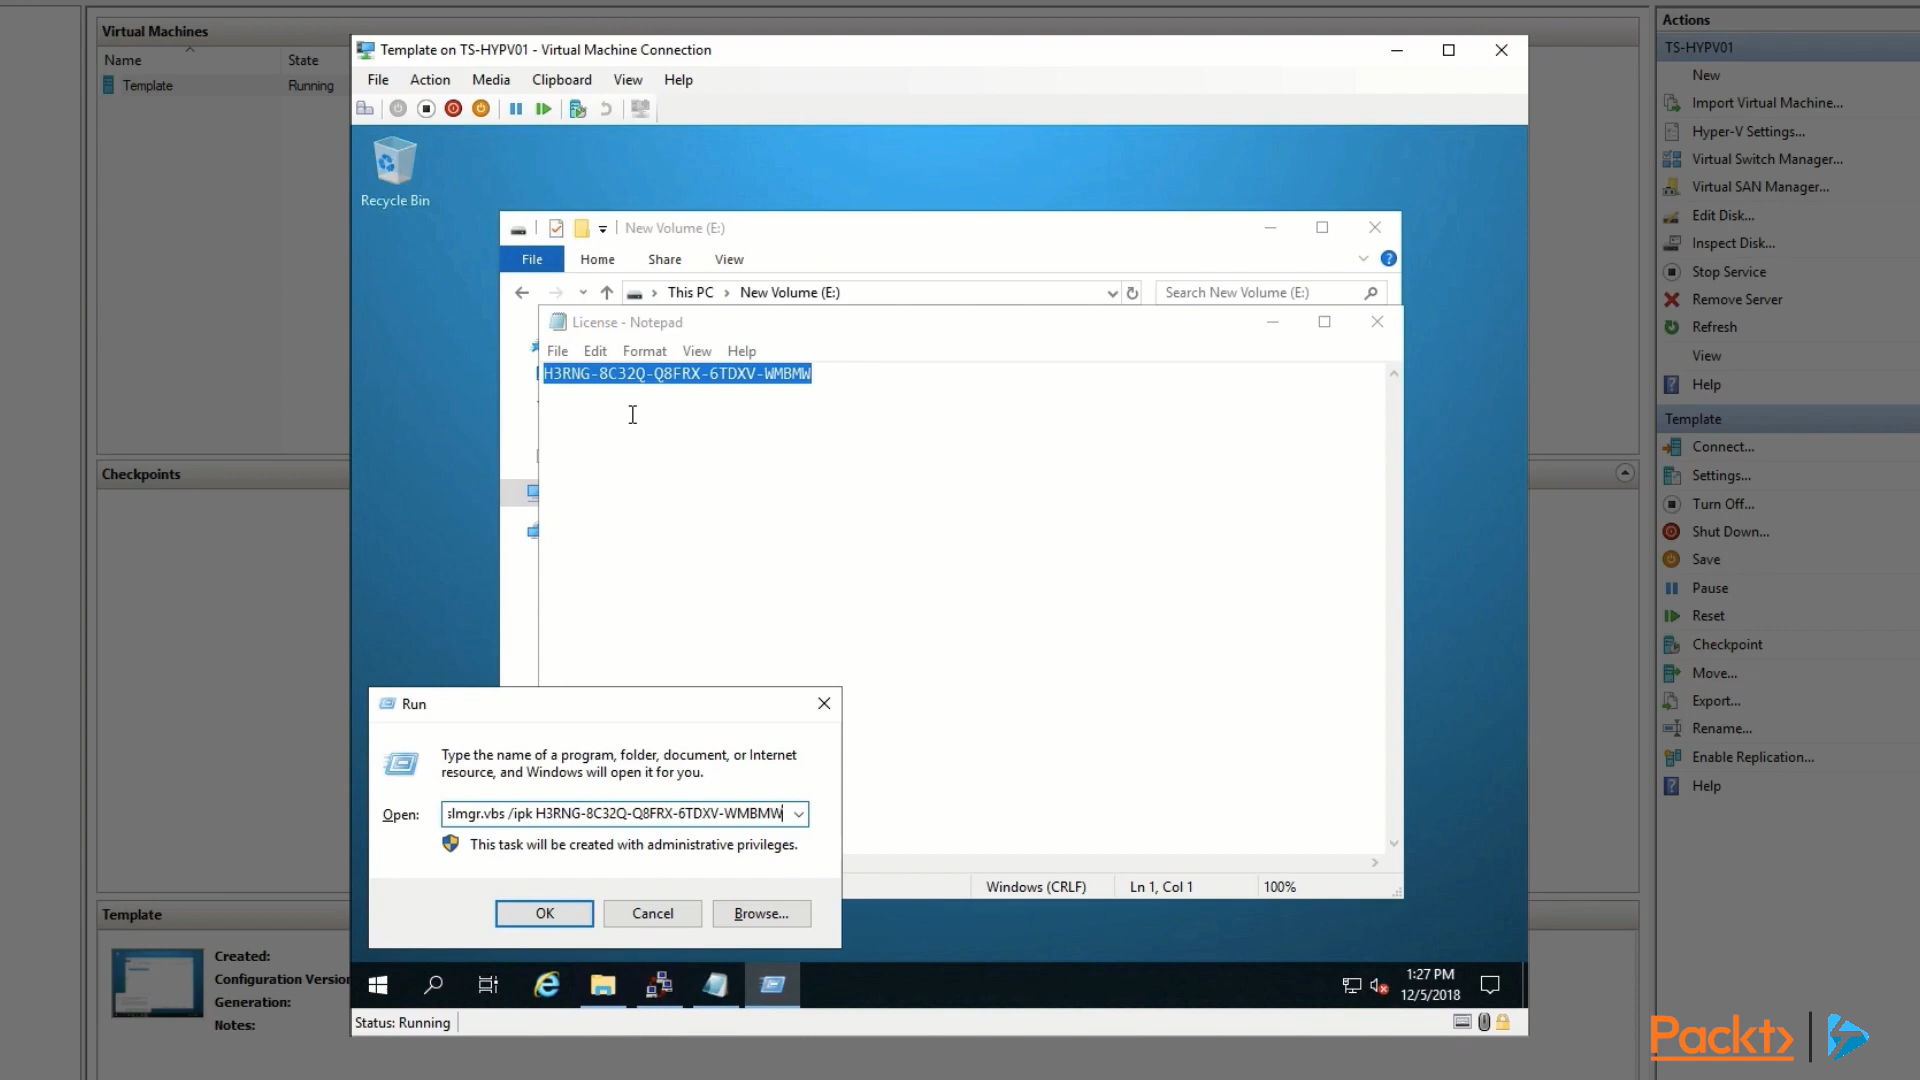 Virtual Machines
Name State
Template Running
Checkpoints
Template
Created:
Configuration Version
Generation:
Notes:
Template on TS-HYPV01 - Virtual Machine Connection
File Action Media Clipboard View Help
Recycle Bin
New Volume (E:)
File Home Share View
This PC > New Volume (E:)
Search New Volume (E:)
License - Notepad
File Edit Format View Help
H3RNG-8C32Q-Q8FRX-6TDXV-WMBMW
Windows (CRLF) Ln 1, Col 1 100%
Run
Type the name of a program, folder, document, or Internet
resource, and Windows will open it for you.
Open: slmgr.vbs /ipk H3RNG-8C32Q-Q8FRX-6TDXV-WMBMW
This task will be created with administrative privileges.
OK Cancel Browse...
1:27 PM
12/5/2018
Status: Running
Actions
TS-HYPV01
New
Import Virtual Machine...
Hyper-V Settings...
Virtual Switch Manager...
Virtual SAN Manager...
Edit Disk...
Inspect Disk...
Stop Service
Remove Server
Refresh
View
Help
Template
Connect...
Settings...
Turn Off...
Shut Down...
Save
Pause
Reset
Checkpoint
Move...
Export...
Rename...
Enable Replication...
Help
Packt>